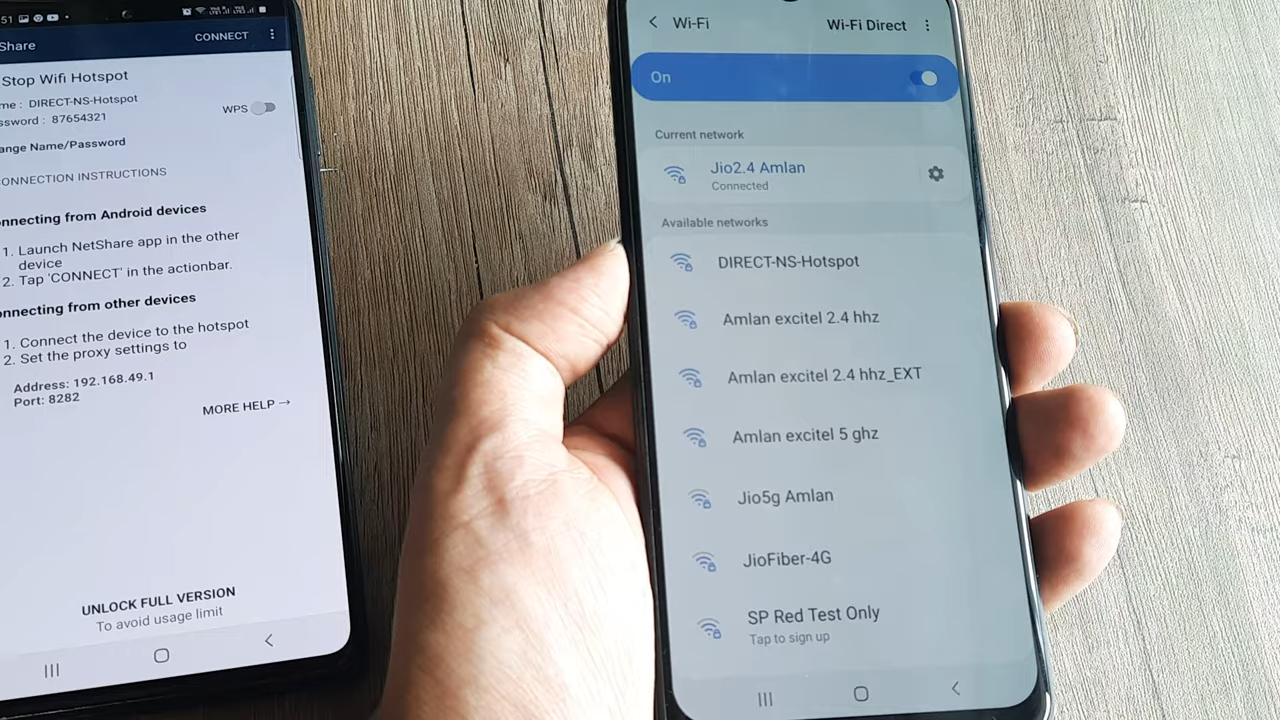 51
Share
CONNECT
Stop Wifi Hotspot
me : DIRECT-NS-Hotspot
ssword : 87654321
WPS
ange Name/Password
ONNECTION INSTRUCTIONS
onnecting from Android devices
1. Launch NetShare app in the other
device
2. Tap 'CONNECT' in the actionbar.
onnecting from other devices
1. Connect the device to the hotspot
2. Set the proxy settings to
Address: 192.168.49.1
Port: 8282
MORE HELP →
UNLOCK FULL VERSION
To avoid usage limit
Wi-Fi
Wi-Fi Direct
On
Current network
Jio2.4 Amlan
Connected
Available networks
DIRECT-NS-Hotspot
Amlan excitel 2.4 hhz
Amlan excitel 2.4 hhz_EXT
Amlan excitel 5 ghz
Jio5g Amlan
JioFiber-4G
SP Red Test Only
Tap to sign up